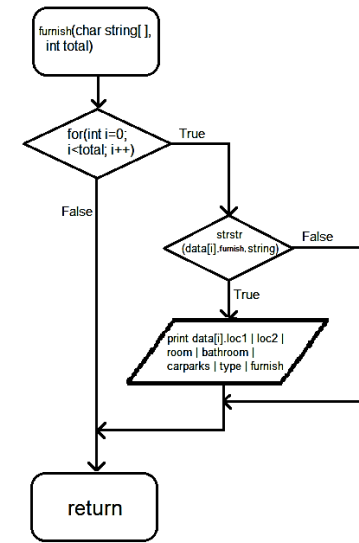 furnish(char string[ ],
int total)
for(int i=0;
i<total; i++)
True
False
strstr
(data[i].furnish, string)
False
True
print data[i].loc1 | loc2 |
room | bathroom |
carparks | type | furnish
return